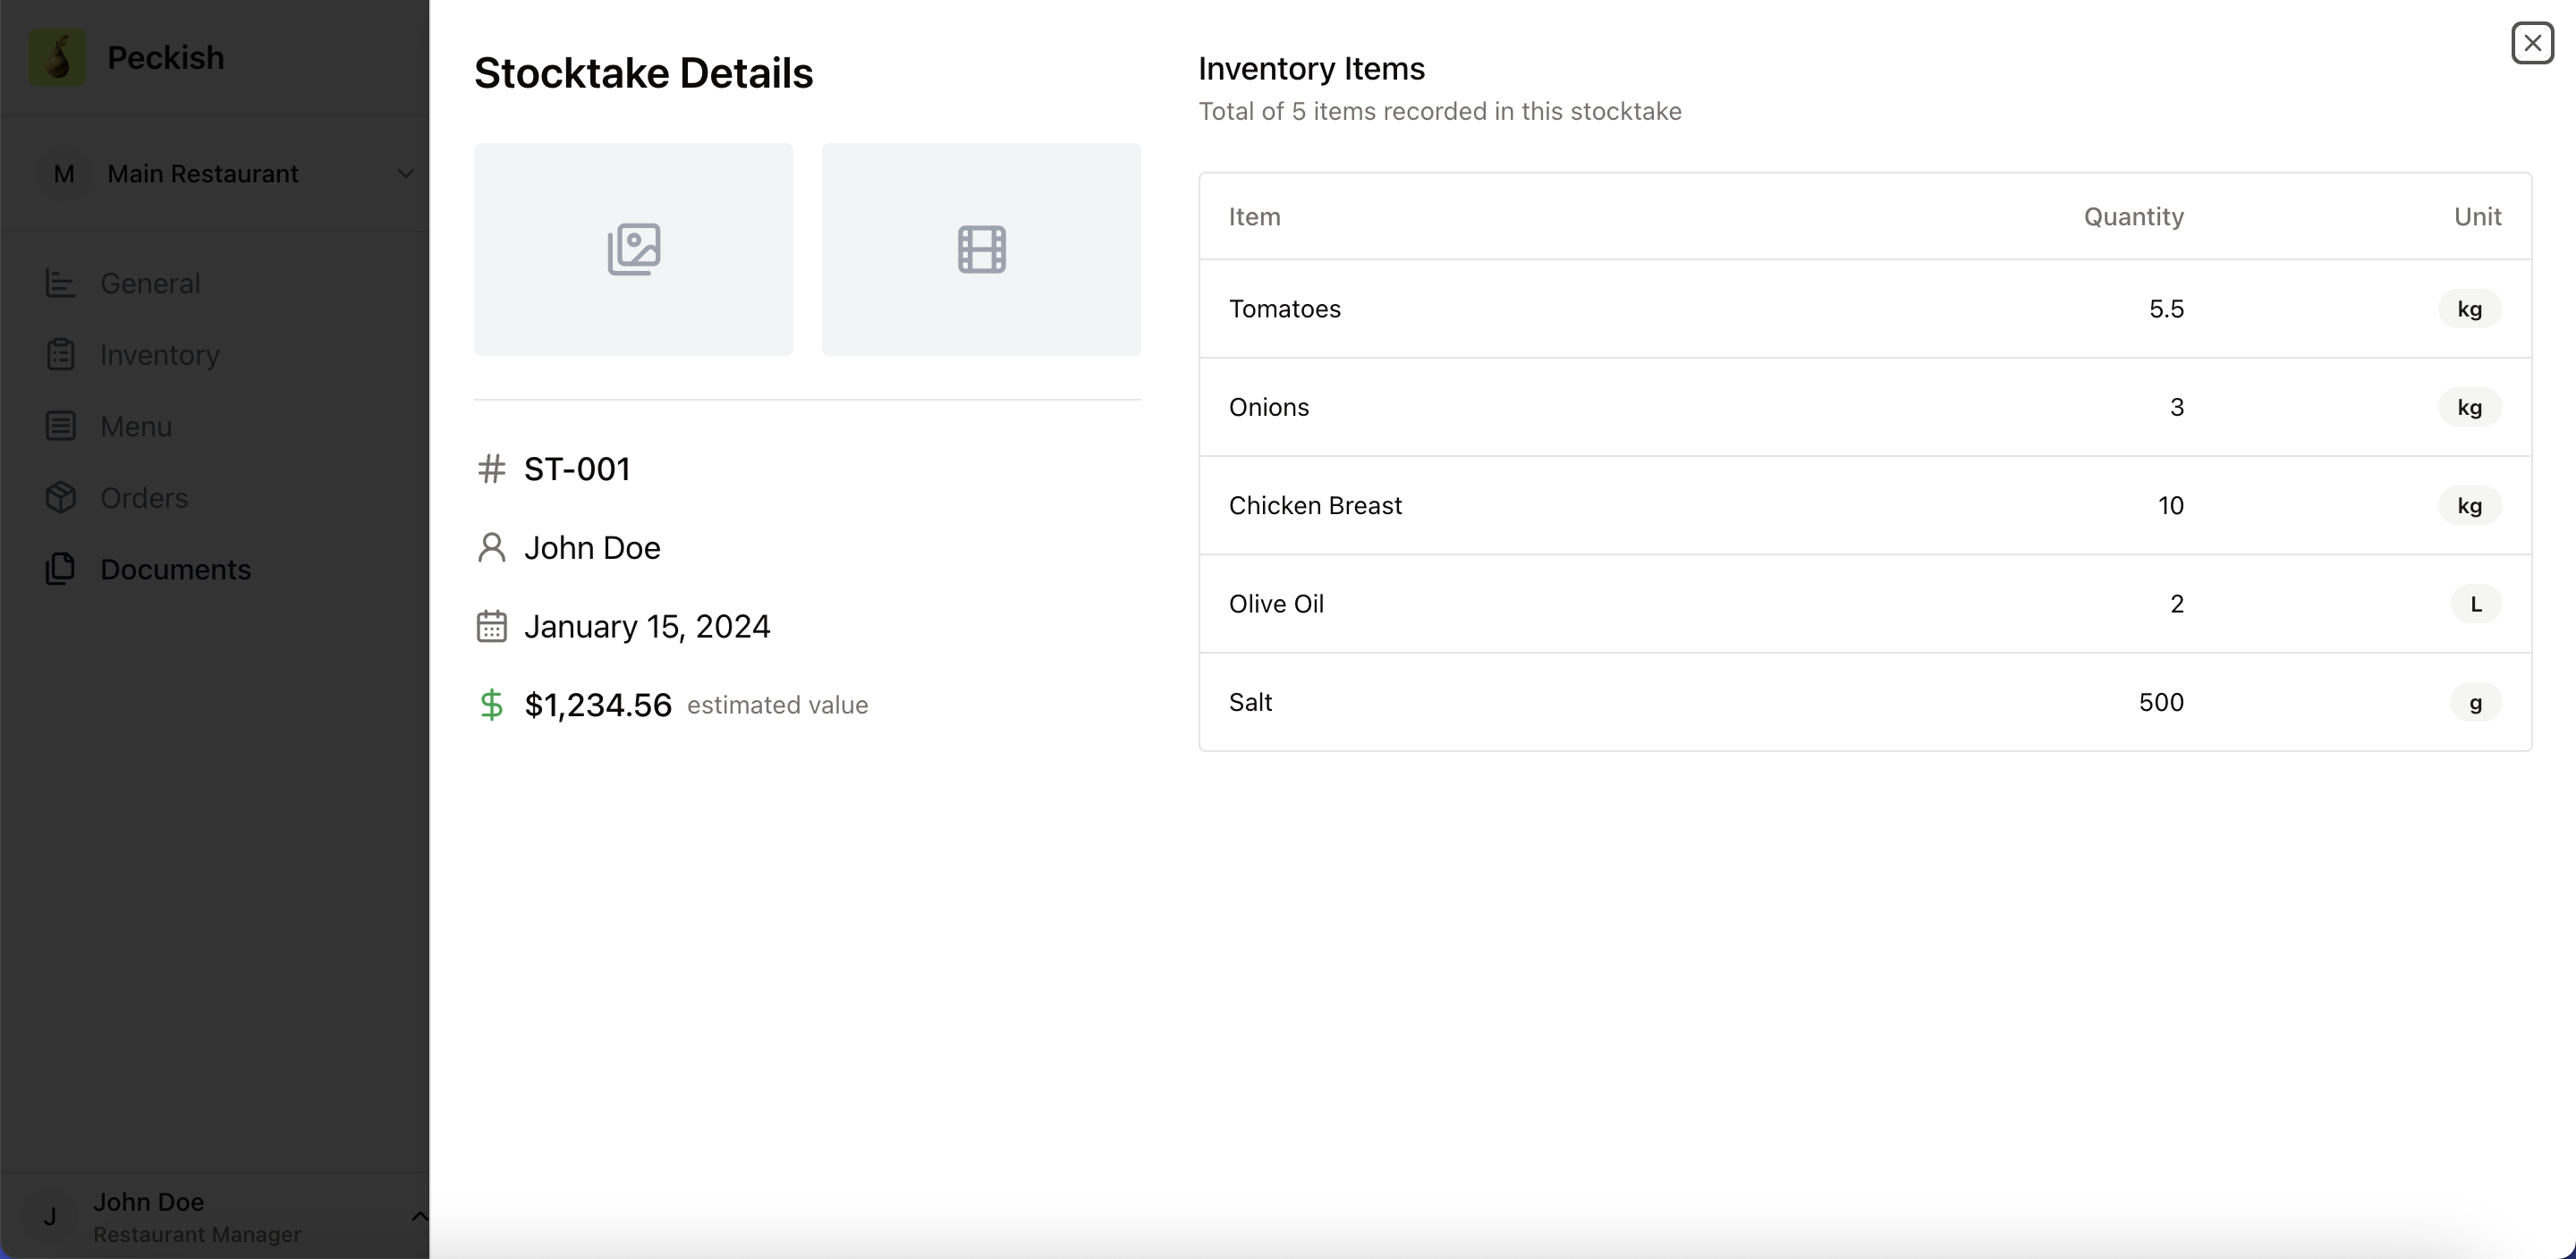 Peckish
M Main Restaurant
General
Inventory
Menu
Orders
Documents
J John Doe
Restaurant Manager
Stocktake Details
# ST-001
John Doe
January 15, 2024
$ $1,234.56 estimated value
Inventory Items
Total of 5 items recorded in this stocktake
Item Quantity Unit
Tomatoes 5.5 kg
Onions 3 kg
Chicken Breast 10 kg
Olive Oil 2 L
Salt 500 g